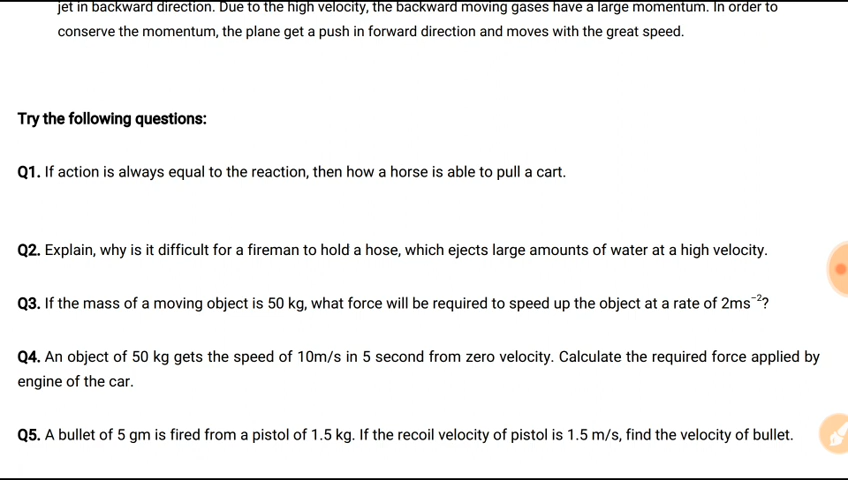 jet in backward direction. Due to the high velocity, the backward moving gases have a large momentum. In order to
conserve the momentum, the plane get a push in forward direction and moves with the great speed.
Try the following questions:
Q1. If action is always equal to the reaction, then how a horse is able to pull a cart.
Q2. Explain, why is it difficult for a fireman to hold a hose, which ejects large amounts of water at a high velocity.
Q3. If the mass of a moving object is 50 kg, what force will be required to speed up the object at a rate of 2ms⁻²?
Q4. An object of 50 kg gets the speed of 10m/s in 5 second from zero velocity. Calculate the required force applied by
engine of the car.
Q5. A bullet of 5 gm is fired from a pistol of 1.5 kg. If the recoil velocity of pistol is 1.5 m/s, find the velocity of bullet.